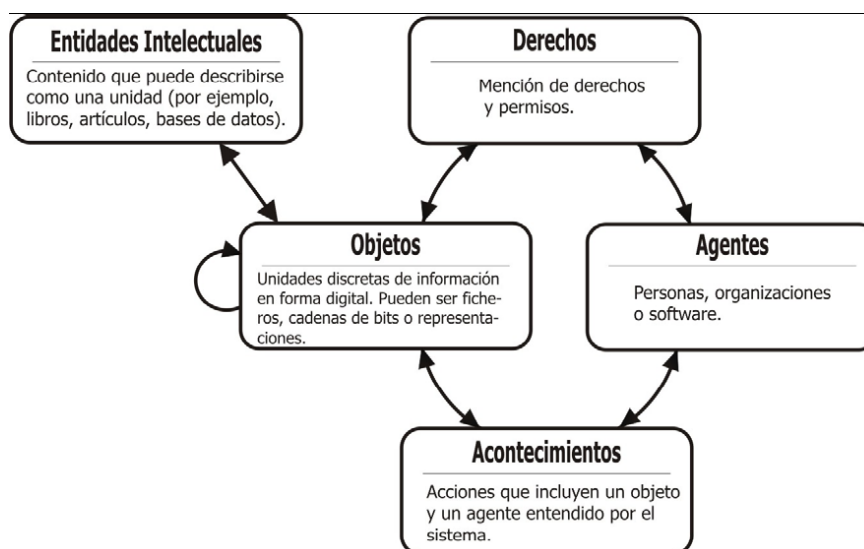 Entidades Intelectuales
Contenido que puede describirse
como una unidad (por ejemplo,
libros, artículos, bases de datos).
Derechos
Mención de derechos
y permisos.
Objetos
Unidades discretas de información
en forma digital. Pueden ser fiche-
ros, cadenas de bits o representa-
ciones.
Agentes
Personas, organizaciones
o software.
Acontecimientos
Acciones que incluyen un objeto
y un agente entendido por el
sistema.